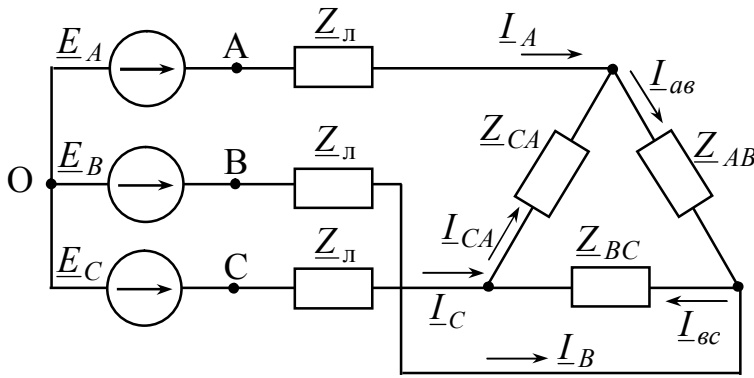 E_A A Z_л I_A
I_ав
Z_CA Z_AB
E_B B Z_л
O
I_CA Z_BC
E_C C Z_л
I_C I_вс
I_B